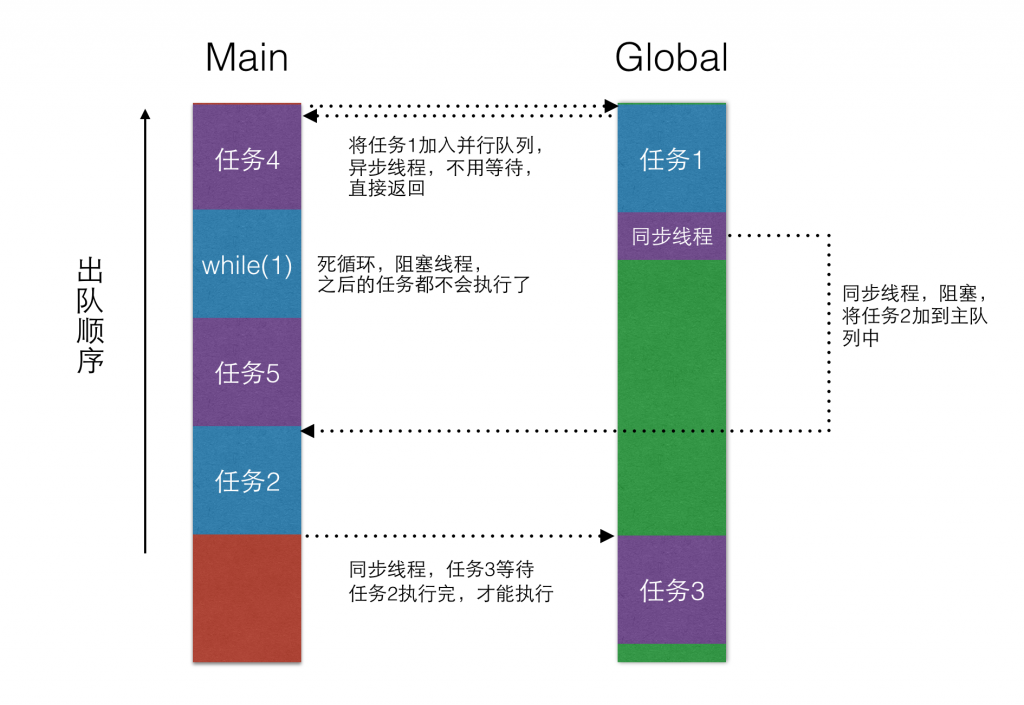 Main
Global
任务4
将任务1加入并行队列，
异步线程，不用等待，
直接返回
任务1
同步线程
while(1)
死循环，阻塞线程，
之后的任务都不会执行了
出队顺序
同步线程，阻塞，
将任务2加到主队
列中
任务5
任务2
同步线程，任务3等待
任务2执行完，才能执行
任务3